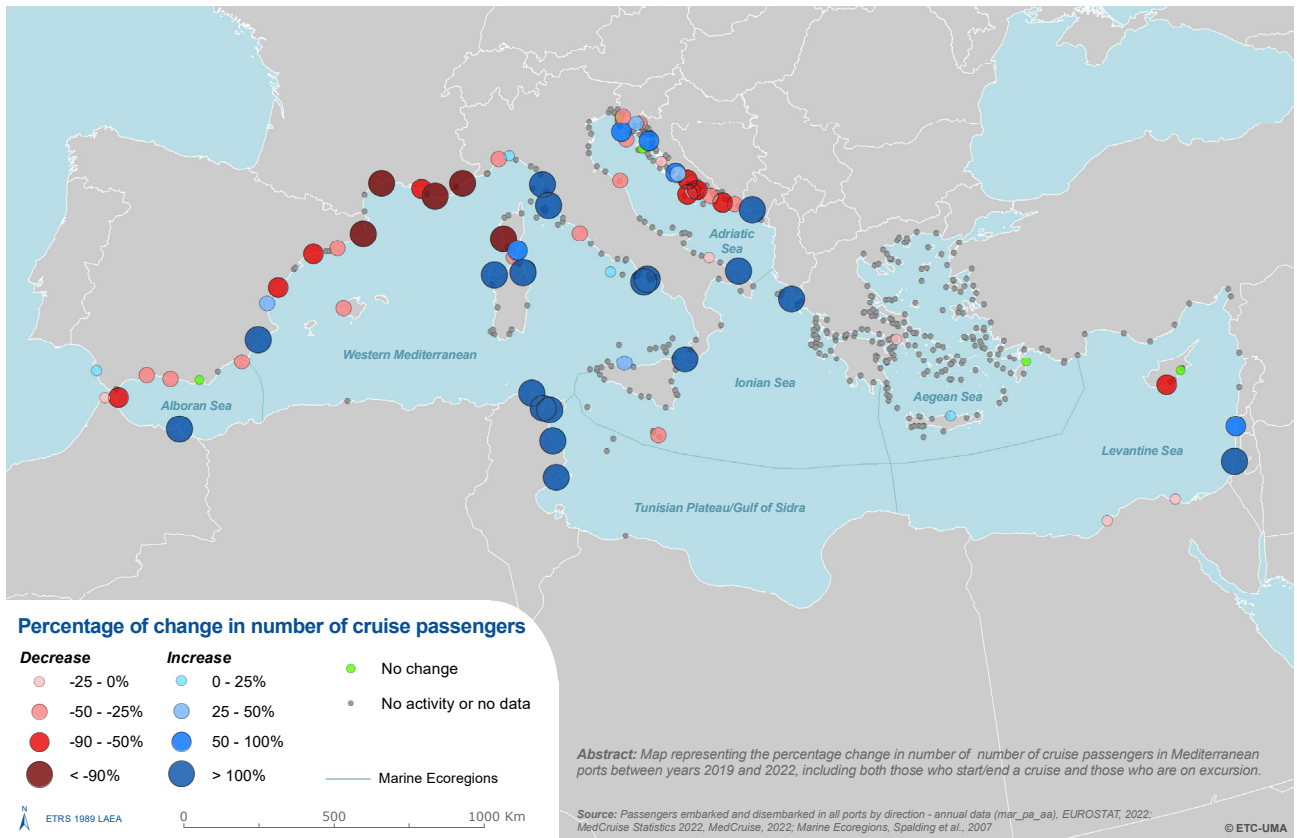 Adriatic
Sea
Western Mediterranean
Ionian Sea
Aegean Sea
Alboran Sea
Levantine Sea
Tunisian Plateau/Gulf of Sidra
Percentage of change in number of cruise passengers
Decrease
Increase
-25 - 0%
0 - 25%
No change
-50 - -25%
25 - 50%
No activity or no data
-90 - -50%
50 - 100%
< -90%
> 100%
Marine Ecoregions
N
ETRS 1989 LAEA
0
500
1000 Km
Abstract: Map representing the percentage change in number of number of cruise passengers in Mediterranean
ports between years 2019 and 2022, including both those who start/end a cruise and those who are on excursion.
Source: Passengers embarked and disembarked in all ports by direction - annual data (mar_pa_aa), EUROSTAT, 2022;
MedCruise Statistics 2022, MedCruise, 2022; Marine Ecoregions, Spalding et al., 2007
© ETC-UMA